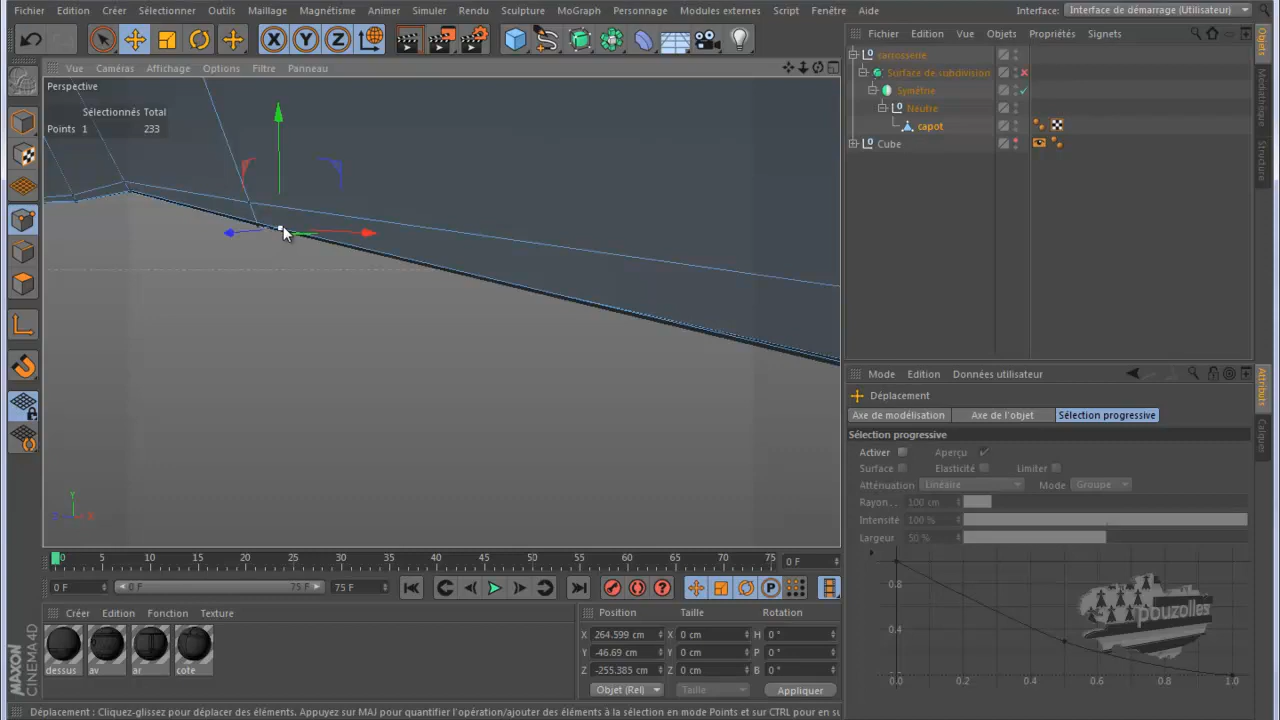 Fichier Edition Créer Sélectionner Outils Maillage Magnétisme Animer Simuler Rendu Sculpture MoGraph Personnage Modules externes Script Fenêtre Aide Interface: Interface de démarrage (Utilisateur)
X Y Z
Vue Caméras Affichage Options Filtre Panneau
Perspective
Sélectionnés Total
Points 1 233
Y
X
Fichier Edition Vue Objets Propriétés Signets
carrosserie
Surface de subdivision
Symétrie
Neutre
capot
Cube
Objets
Médiathèque
Structure
Mode Edition Données utilisateur
Déplacement
Axe de modélisation Axe de l'objet Sélection progressive
Sélection progressive
Activer Aperçu
Surface Elasticité Limiter
Atténuation Linéaire Mode Groupe
Rayon . . 100 cm
Intensité 100 %
Largeur 50 %
0.8
0.4
0.0 0.2 0.4 0.6 0.8 1.0
pouzolles
Attributs
Calques
0 5 10 15 20 25 30 35 40 45 50 55 60 65 70 75 0 F
0 F 0 F 75 F 75 F
P
Créer Edition Fonction Texture
dessus av ar cote
Position Taille Rotation
X 264.599 cm X 0 cm H 0 °
Y -46.69 cm Y 0 cm P 0 °
Z -255.385 cm Z 0 cm B 0 °
Objet (Rel) Taille Appliquer
MAXON
CINEMA 4D
Déplacement : Cliquez-glissez pour déplacer des éléments. Appuyez sur MAJ pour quantifier l'opération/ajouter des éléments à la sélection en mode Points et sur CTRL pour en su